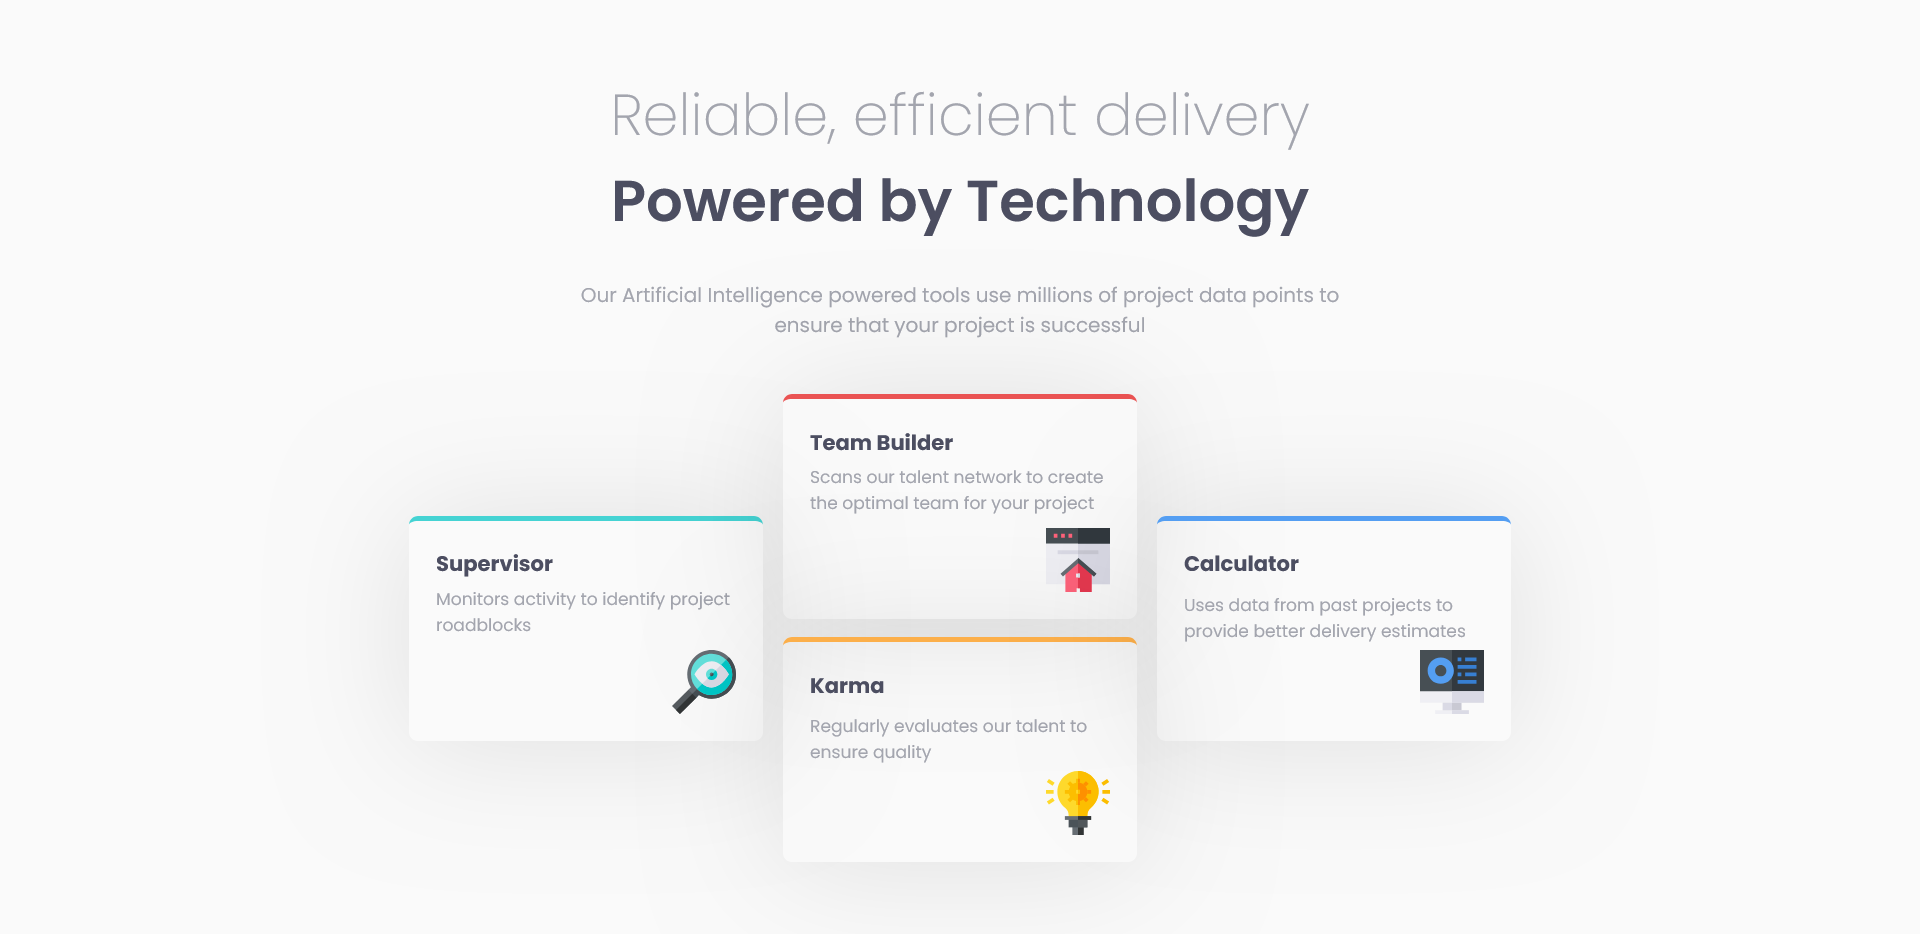 Reliable, efficient delivery
Powered by Technology
Our Artificial Intelligence powered tools use millions of project data points to
ensure that your project is successful
Supervisor
Monitors activity to identify project
roadblocks
Team Builder
Scans our talent network to create
the optimal team for your project
Karma
Regularly evaluates our talent to
ensure quality
Calculator
Uses data from past projects to
provide better delivery estimates